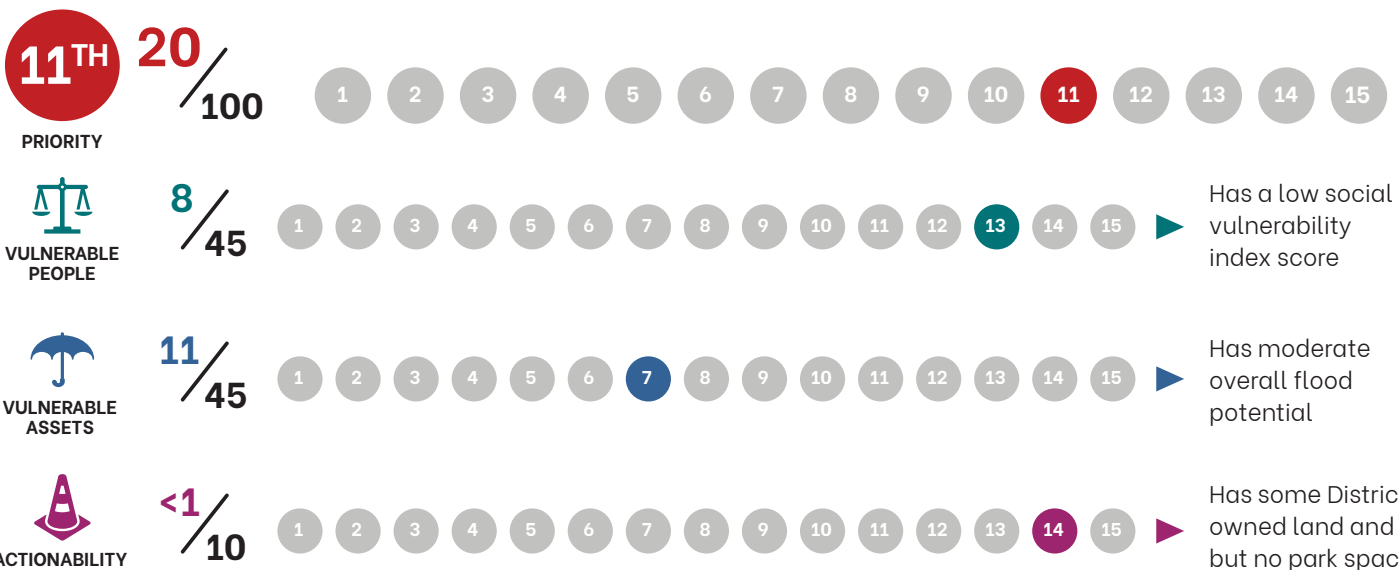 11TH
20/100
PRIORITY
1 2 3 4 5 6 7 8 9 10 11 12 13 14 15
VULNERABLE
PEOPLE
8/45
1 2 3 4 5 6 7 8 9 10 11 12 13 14 15
Has a low social
vulnerability
index score
VULNERABLE
ASSETS
11/45
1 2 3 4 5 6 7 8 9 10 11 12 13 14 15
Has moderate
overall flood
potential
ACTIONABILITY
<1/10
1 2 3 4 5 6 7 8 9 10 11 12 13 14 15
Has some Distric
owned land and
but no park spac